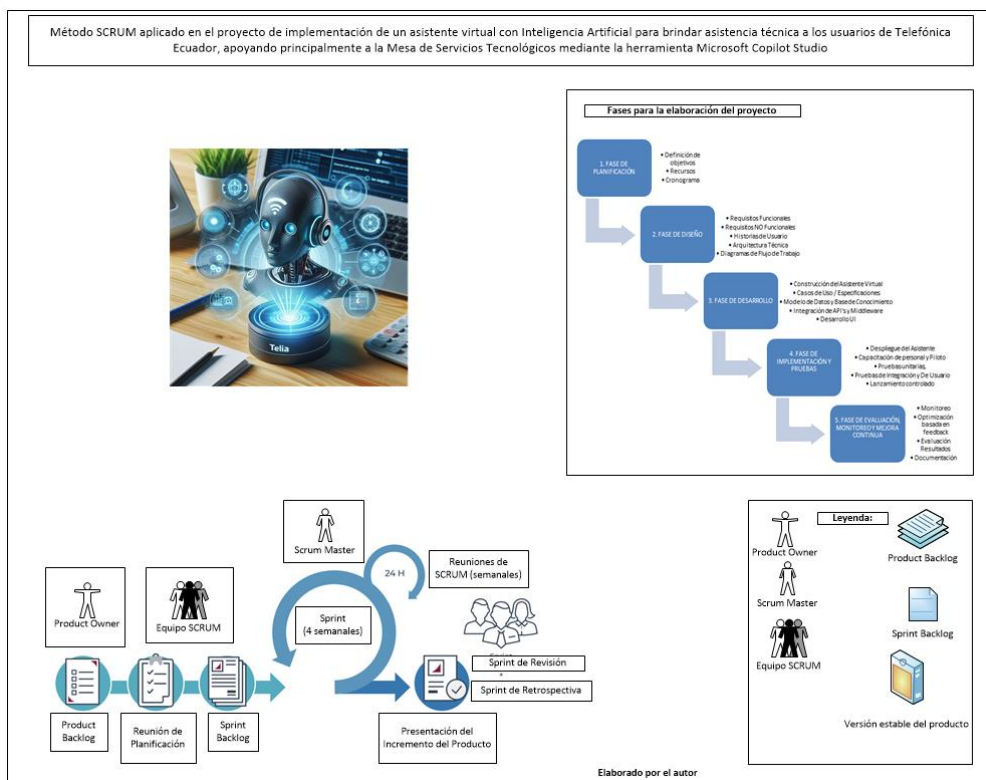 Método SCRUM aplicado en el proyecto de implementación de un asistente virtual con Inteligencia Artificial para brindar asistencia técnica a los usuarios de Telefónica
Ecuador, apoyando principalmente a la Mesa de Servicios Tecnológicos mediante la herramienta Microsoft Copilot Studio
Telia
Fases para la elaboración del proyecto
1. FASE DE
PLANIFICACIÓN
• Definición de
objetivos
• Recursos
• Cronograma
2. FASE DE DISEÑO
• Requisitos Funcionales
• Requisitos NO Funcionales
• Historias de Usuario
• Arquitectura Técnica
• Diagramas de Flujo de Trabajo
3. FASE DE DESARROLLO
• Construcción del Asistente Virtual
• Casos de Uso / Especificaciones
• Modelo de Datos y Base de Conocimiento
• Integración de API's y Middleware
• Desarrollo UI
4. FASE DE
IMPLEMENTACIÓN Y
PRUEBAS
• Despliegue del Asistente
• Capacitación de personal y Piloto
• Pruebas unitarias,
• Pruebas de Integración y De Usuario
• Lanzamiento controlado
5. FASE DE EVALUACIÓN,
MONITOREO Y MEJORA
CONTINUA
• Monitoreo
• Optimización
basada en
feedback
• Evaluación
Resultados
• Documentación
Scrum Master
24 H
Reuniones de
SCRUM (semanales)
Product Owner
Equipo SCRUM
Sprint
(4 semanales)
Sprint de Revisión
Sprint de Retrospectiva
Product
Backlog
Reunión de
Planificación
Sprint
Backlog
Presentación del
Incremento del Producto
Leyenda:
Product Owner
Product Backlog
Scrum Master
Sprint Backlog
Equipo SCRUM
Versión estable del producto
Elaborado por el autor